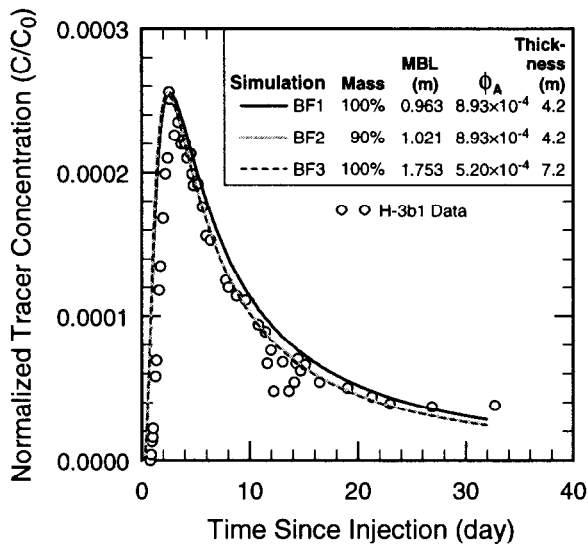 Normalized Tracer Concentration (C/C₀)
0.0003
0.0002
0.0001
0.0000
Simulation Mass MBL (m) ϕA Thick-ness (m)
BF1 100% 0.963 8.93×10⁻⁴ 4.2
BF2 90% 1.021 8.93×10⁻⁴ 4.2
BF3 100% 1.753 5.20×10⁻⁴ 7.2
H-3b1 Data
0 10 20 30 40
Time Since Injection (day)